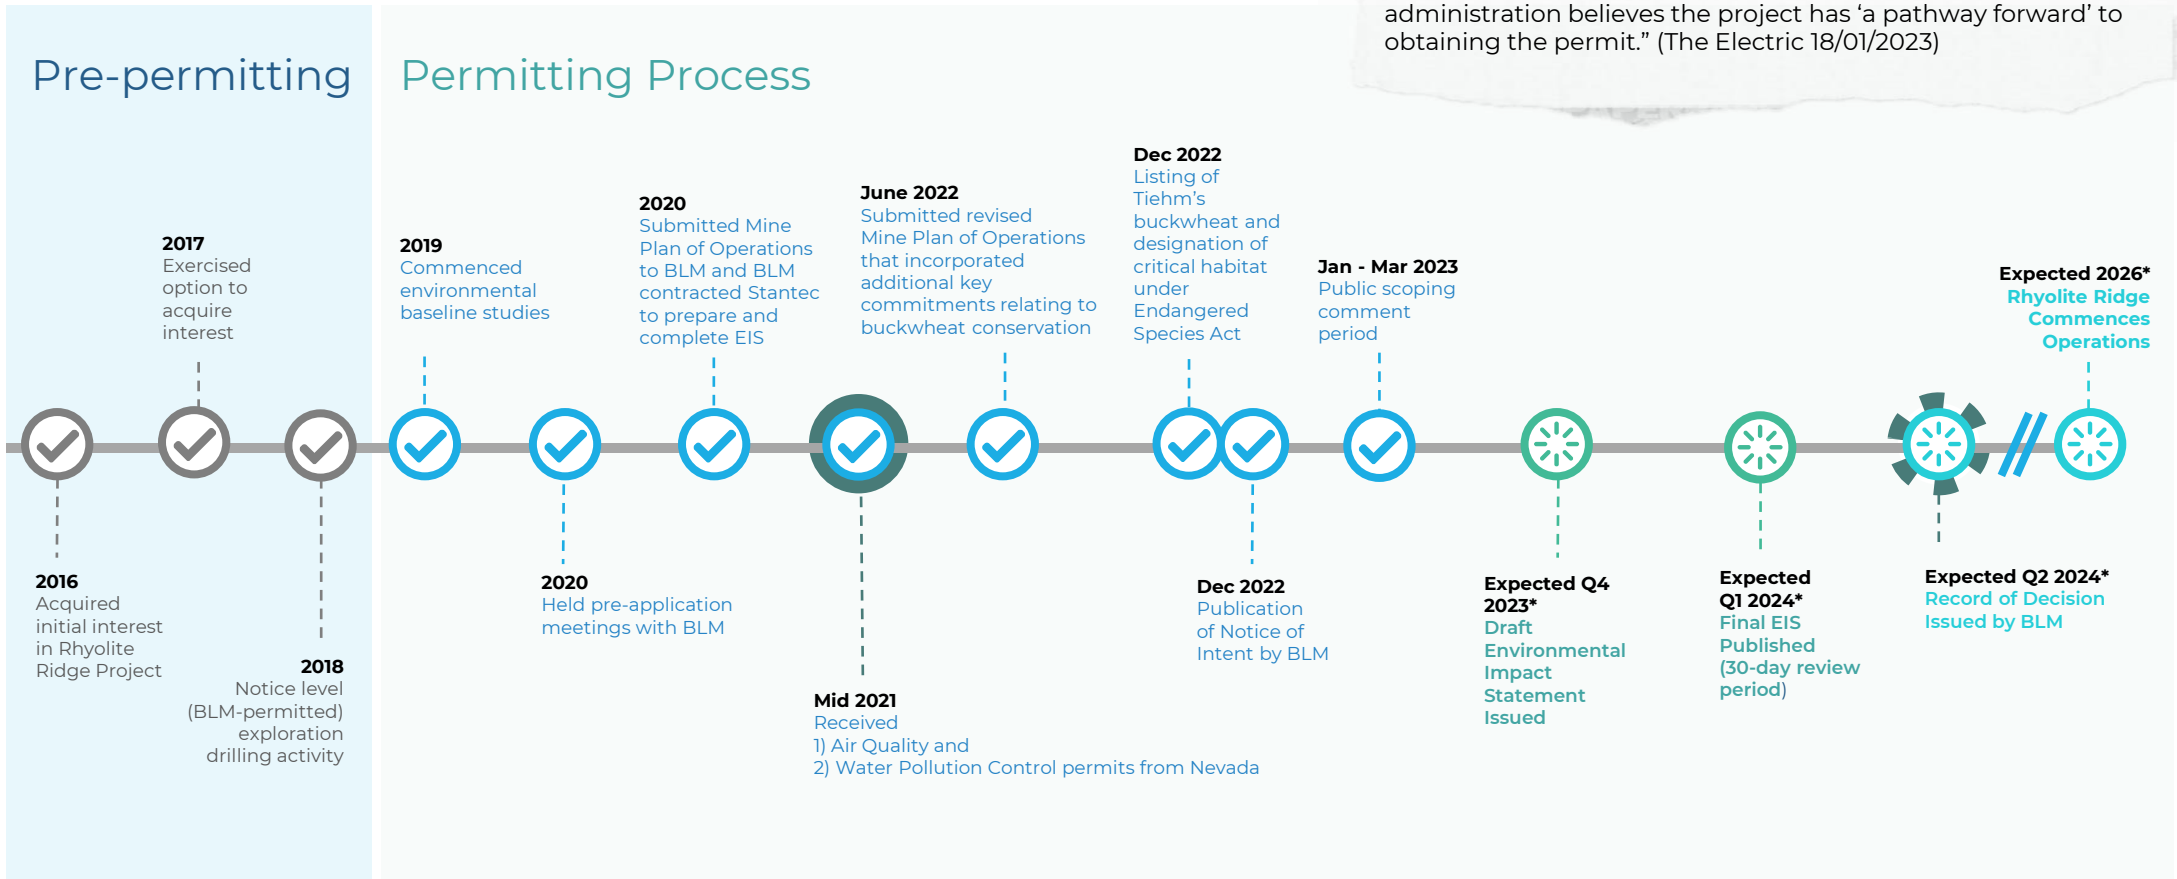 administration believes the project has ‘a pathway forward’ to
obtaining the permit.” (The Electric 18/01/2023)
Pre-permitting
Permitting Process
2017
Exercised
option to
acquire
interest
2019
Commenced
environmental
baseline studies
2020
Submitted Mine
Plan of Operations
to BLM and BLM
contracted Stantec
to prepare and
complete EIS
June 2022
Submitted revised
Mine Plan of Operations
that incorporated
additional key
commitments relating to
buckwheat conservation
Dec 2022
Listing of
Tiehm’s
buckwheat and
designation of
critical habitat
under
Endangered
Species Act
Jan - Mar 2023
Public scoping
comment
period
Expected 2026*
Rhyolite Ridge
Commences
Operations
2016
Acquired
initial interest
in Rhyolite
Ridge Project
2018
Notice level
(BLM-permitted)
exploration
drilling activity
2020
Held pre-application
meetings with BLM
Mid 2021
Received
1) Air Quality and
2) Water Pollution Control permits from Nevada
Dec 2022
Publication
of Notice of
Intent by BLM
Expected Q4
2023*
Draft
Environmental
Impact
Statement
Issued
Expected
Q1 2024*
Final EIS
Published
(30-day review
period)
Expected Q2 2024*
Record of Decision
Issued by BLM